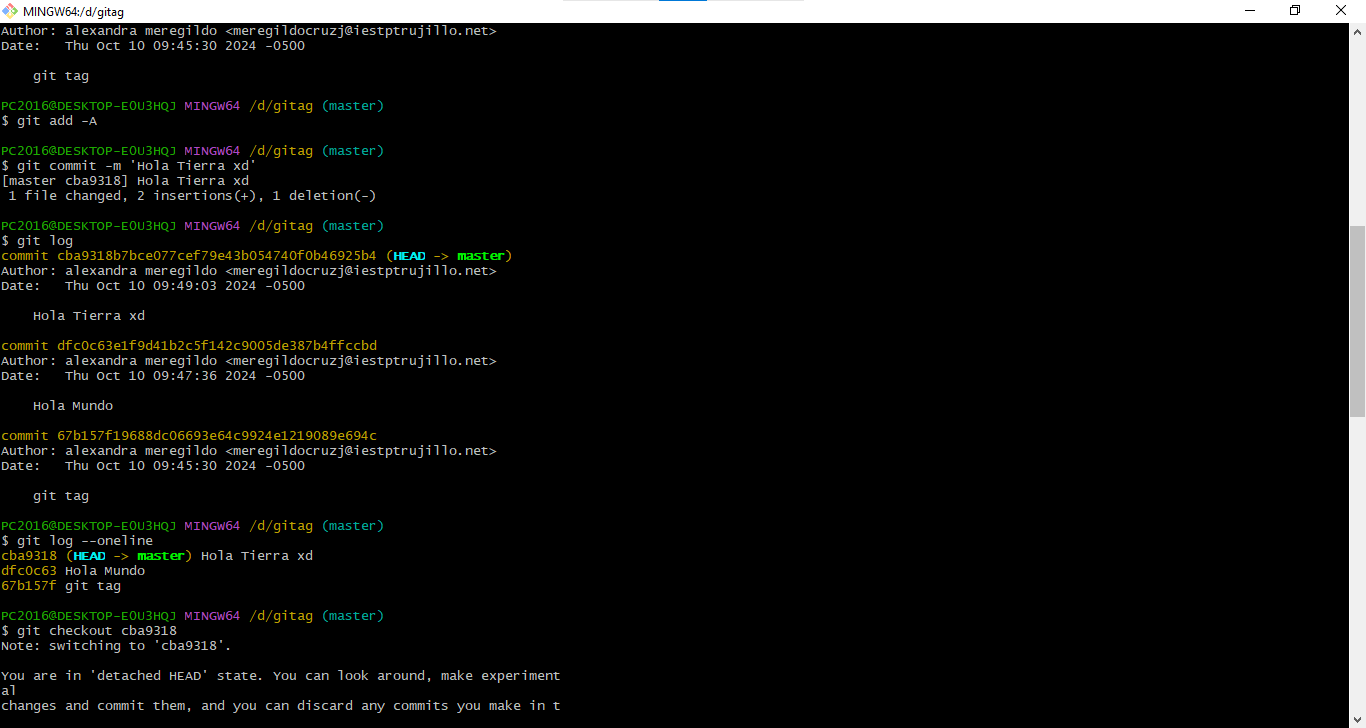 MINGW64:/d/gitag
Author: alexandra meregildo <meregildocruzj@iestptrujillo.net>
Date:   Thu Oct 10 09:45:30 2024 -0500
    git tag
PC2016@DESKTOP-E0U3HQJ MINGW64 /d/gitag (master)
$ git add -A
PC2016@DESKTOP-E0U3HQJ MINGW64 /d/gitag (master)
$ git commit -m 'Hola Tierra xd'
[master cba9318] Hola Tierra xd
 1 file changed, 2 insertions(+), 1 deletion(-)
PC2016@DESKTOP-E0U3HQJ MINGW64 /d/gitag (master)
$ git log
commit cba9318b7bce077cef79e43b054740f0b46925b4 (HEAD -> master)
Author: alexandra meregildo <meregildocruzj@iestptrujillo.net>
Date:   Thu Oct 10 09:49:03 2024 -0500
    Hola Tierra xd
commit dfc0c63e1f9d41b2c5f142c9005de387b4ffccbd
Author: alexandra meregildo <meregildocruzj@iestptrujillo.net>
Date:   Thu Oct 10 09:47:36 2024 -0500
    Hola Mundo
commit 67b157f19688dc06693e64c9924e1219089e694c
Author: alexandra meregildo <meregildocruzj@iestptrujillo.net>
Date:   Thu Oct 10 09:45:30 2024 -0500
    git tag
PC2016@DESKTOP-E0U3HQJ MINGW64 /d/gitag (master)
$ git log --oneline
cba9318 (HEAD -> master) Hola Tierra xd
dfc0c63 Hola Mundo
67b157f git tag
PC2016@DESKTOP-E0U3HQJ MINGW64 /d/gitag (master)
$ git checkout cba9318
Note: switching to 'cba9318'.
You are in 'detached HEAD' state. You can look around, make experiment
al
changes and commit them, and you can discard any commits you make in t